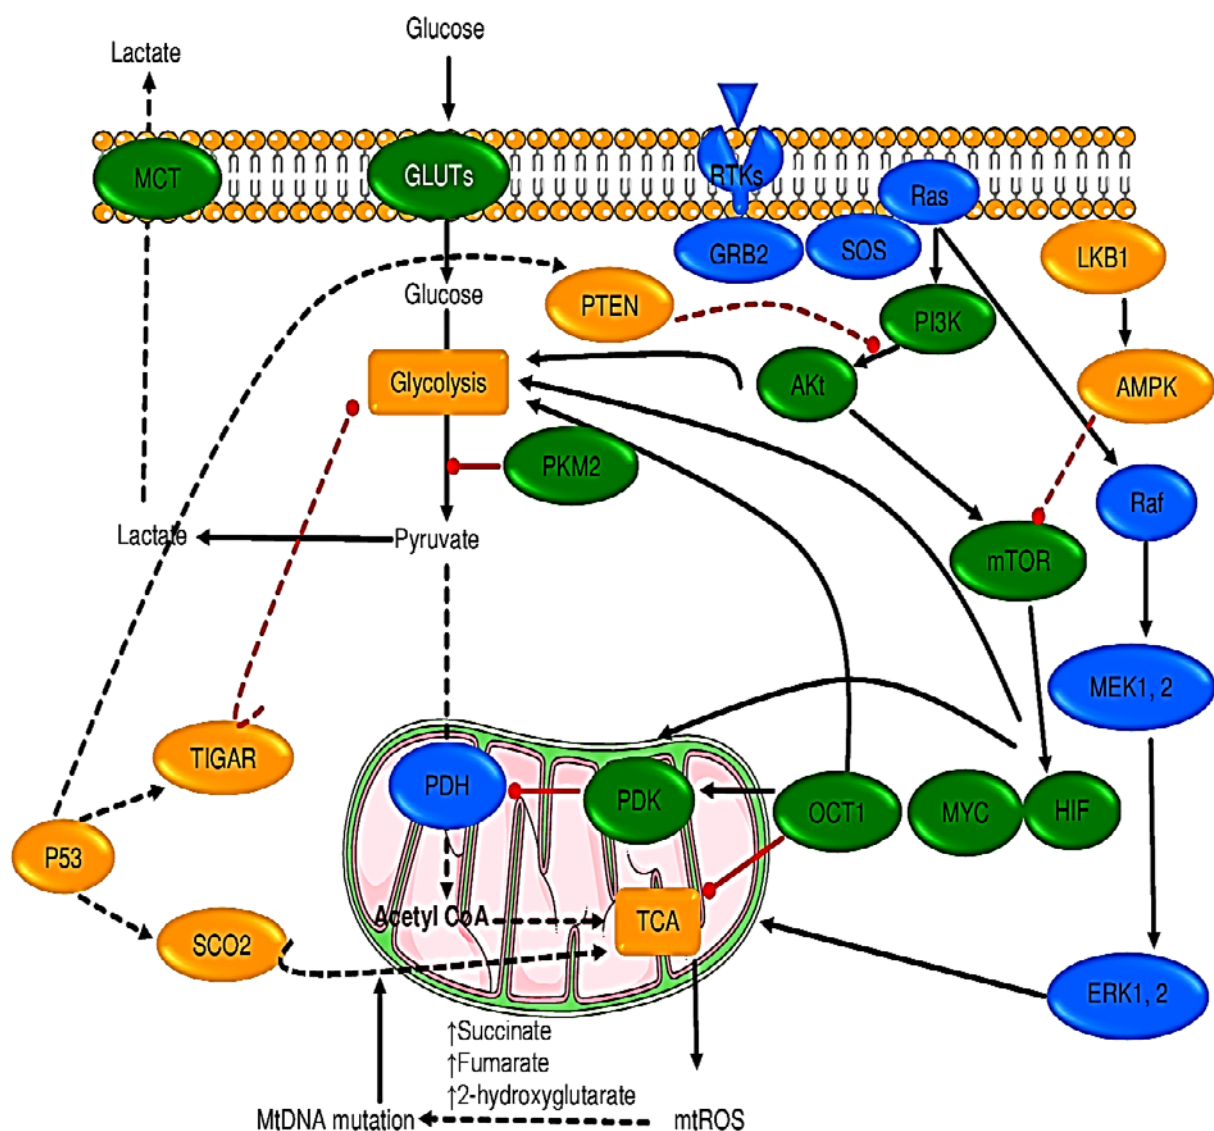 Glucose
Lactate
MCT
GLUTs
RTKs
Ras
GRB2
SOS
LKB1
Glucose
PTEN
PI3K
Glycolysis
AKt
AMPK
PKM2
Raf
Lactate
Pyruvate
mTOR
MEK1, 2
TIGAR
PDH
PDK
OCT1
MYC
HIF
P53
Acetyl CoA
TCA
SCO2
ERK1, 2
↑Succinate
↑Fumarate
↑2-hydroxyglutarate
MtDNA mutation
mtROS